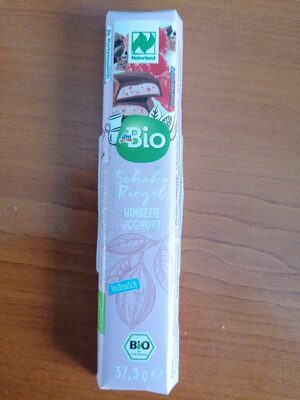 Naturland
dm
Bio
Schoko
Riegel
HIMBEER
JOGHURT
Vollmilch
BIO
37,5 g e